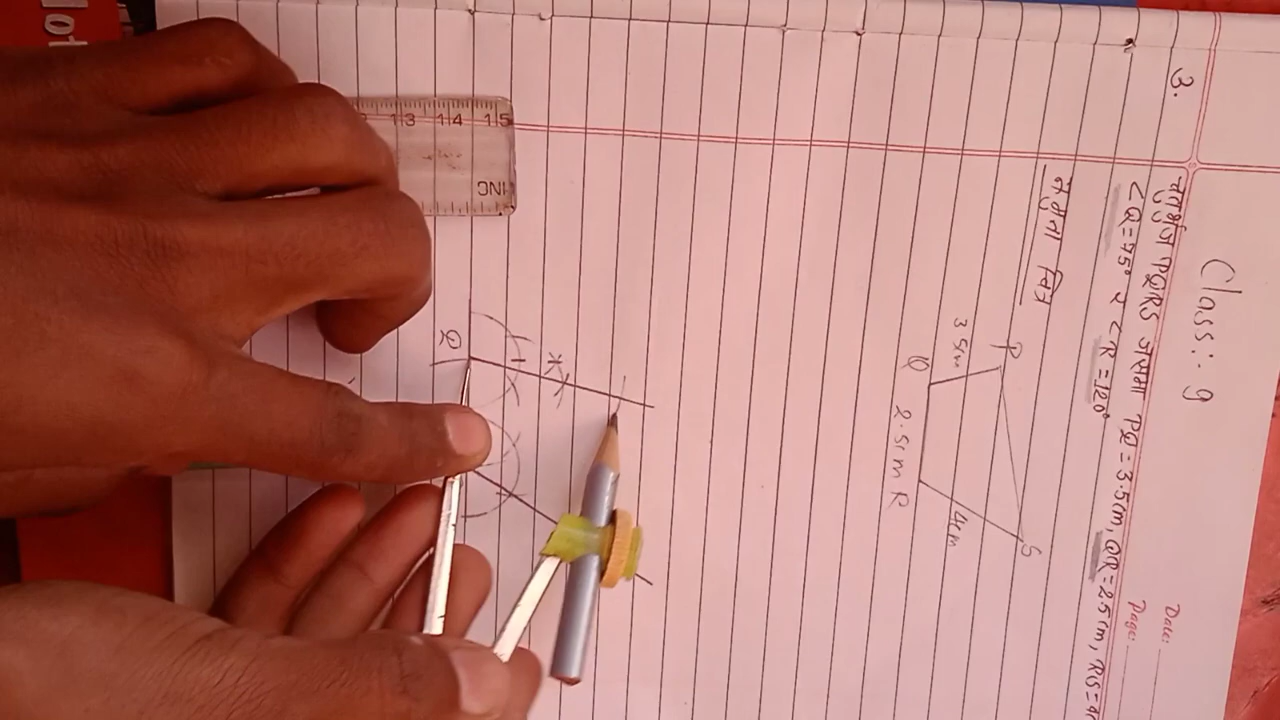 Class: 9
Date:
Page:
3.
चतुर्भुज PQRS जसमा PQ = 3.5cm, QR = 2.5cm, RS = 4
<Q = 75° र <R = 120°
नमुना चित्र
P
S
3.5cm
4cm
Q
2.5cm R
Q
13 14 15